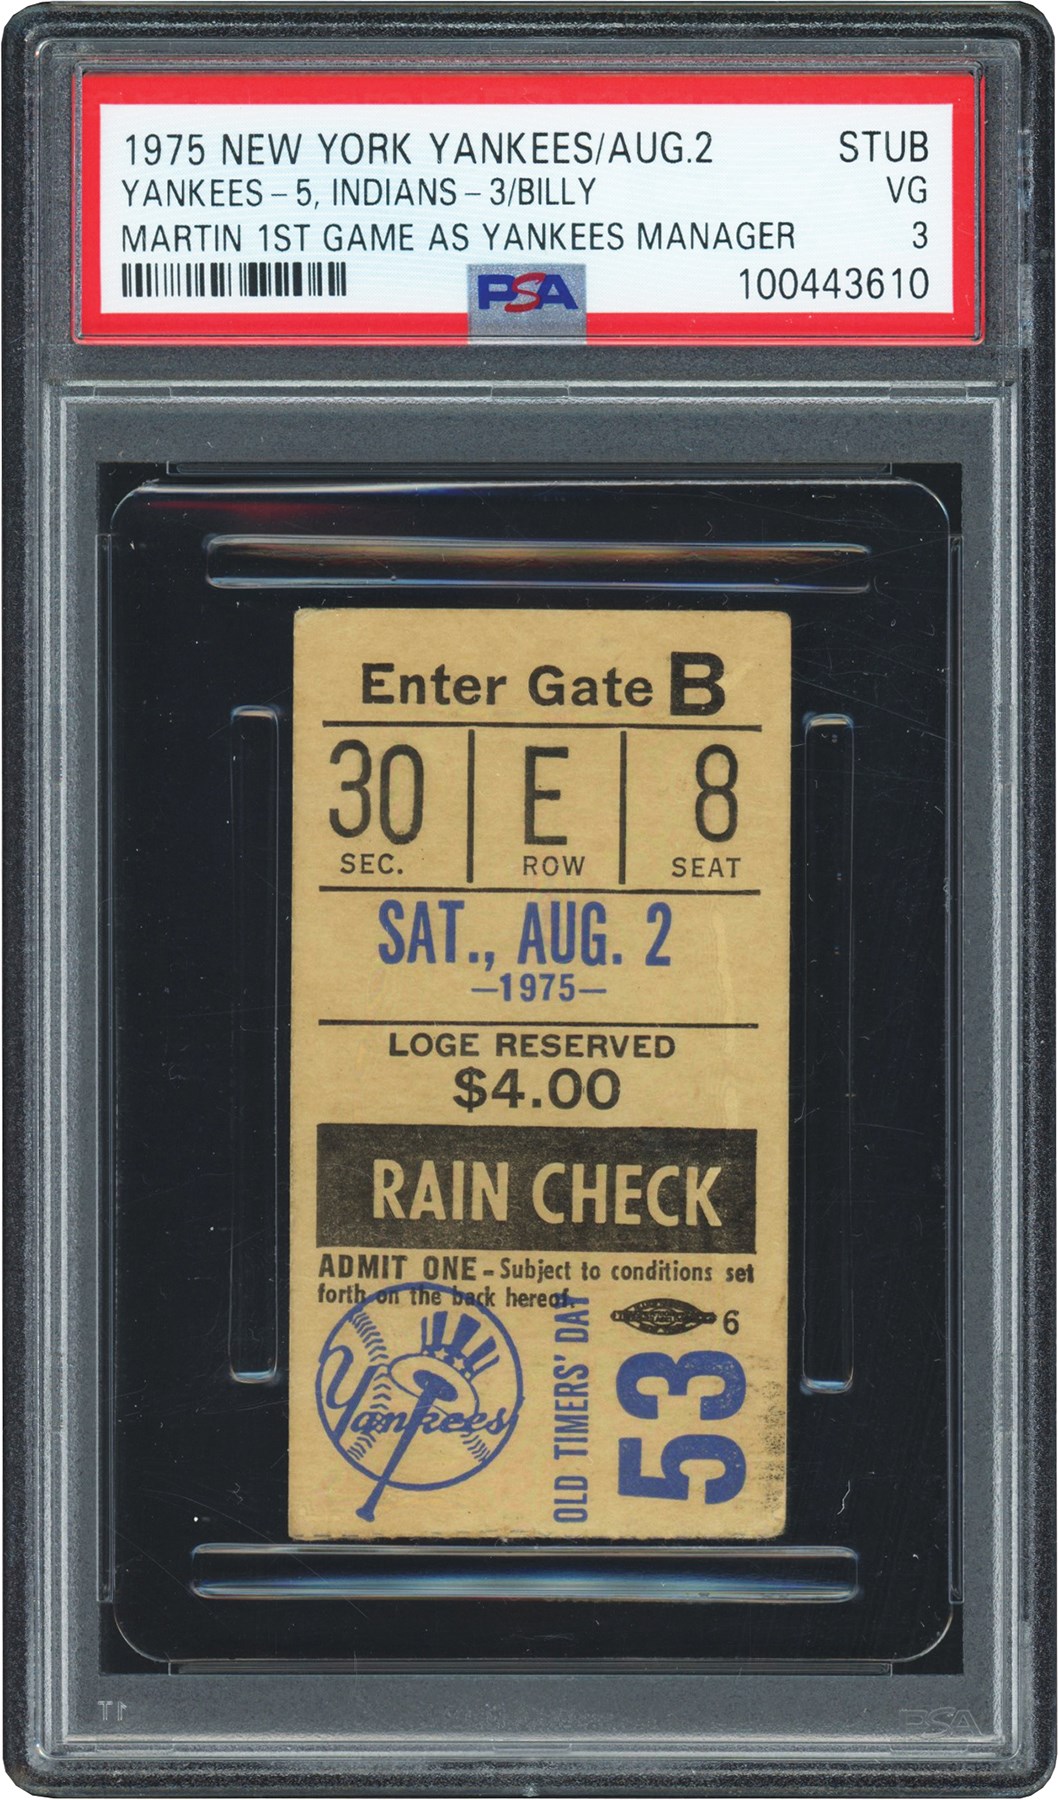 1975 NEW YORK YANKEES/AUG.2 STUB
YANKEES-5, INDIANS-3/BILLY VG
MARTIN 1ST GAME AS YANKEES MANAGER 3
PSA 100443610
Enter Gate B
30 E 8
SEC. ROW SEAT
SAT., AUG. 2
-1975-
LOGE RESERVED
$4.00
RAIN CHECK
ADMIT ONE - Subject to conditions set
forth on the back hereof.
6
Yankees
OLD TIMERS' DAY
53
PSA